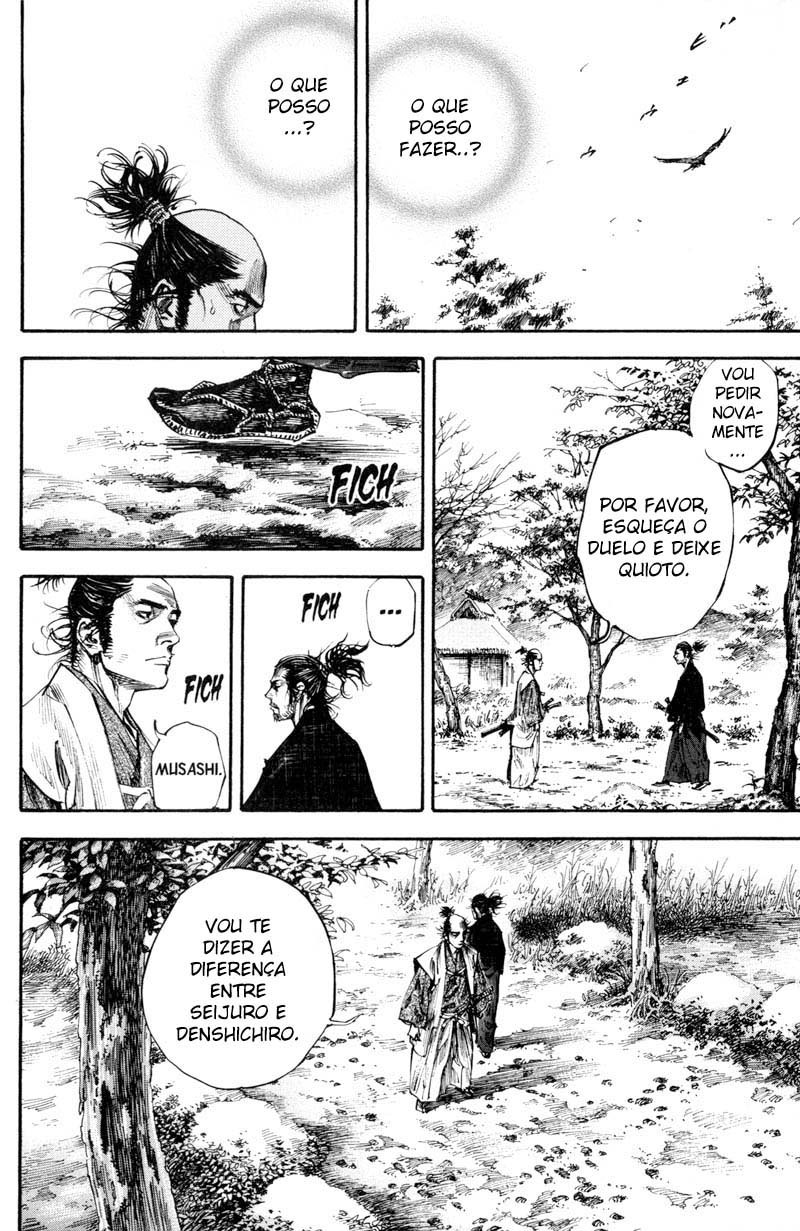 O QUE
POSSO
FAZER..?
O QUE
POSSO
...?
VOU
PEDIR
NOVA-
MENTE
...
POR FAVOR,
ESQUEÇA O
DUELO E DEIXE
QUIOTO.
FICH
...
FICH
FICH
MUSASHI.
VOU TE
DIZER A
DIFERENÇA
ENTRE
SEIJURO E
DENSHICHIRO.